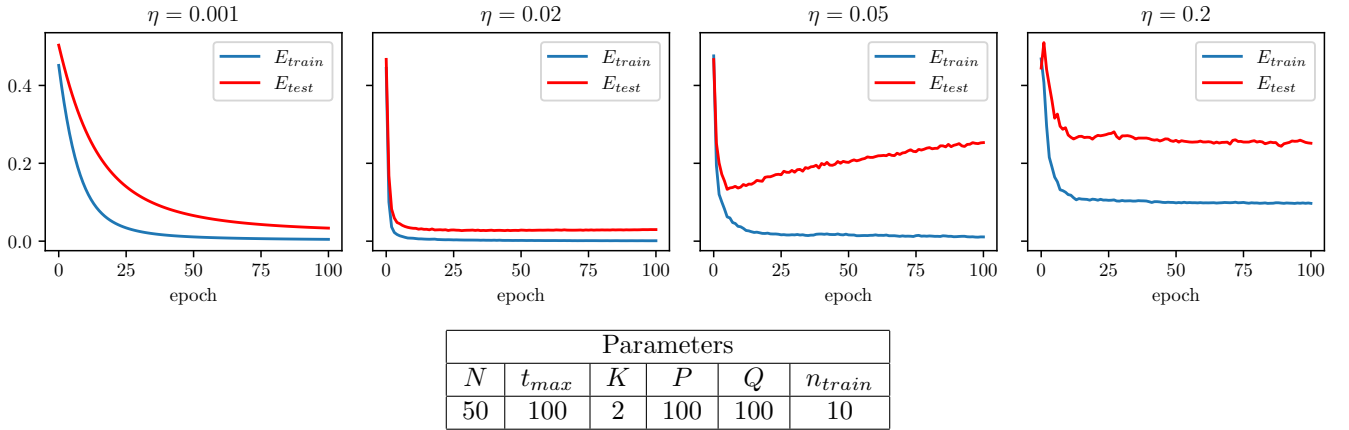 η = 0.001 η = 0.02 η = 0.05 η = 0.2
E_train E_train E_train E_train
E_test E_test E_test E_test
0.4
0.2
0.0
0 25 50 75 100 0 25 50 75 100 0 25 50 75 100 0 25 50 75 100
epoch epoch epoch epoch
Parameters
N t_max K P Q n_train
50 100 2 100 100 10